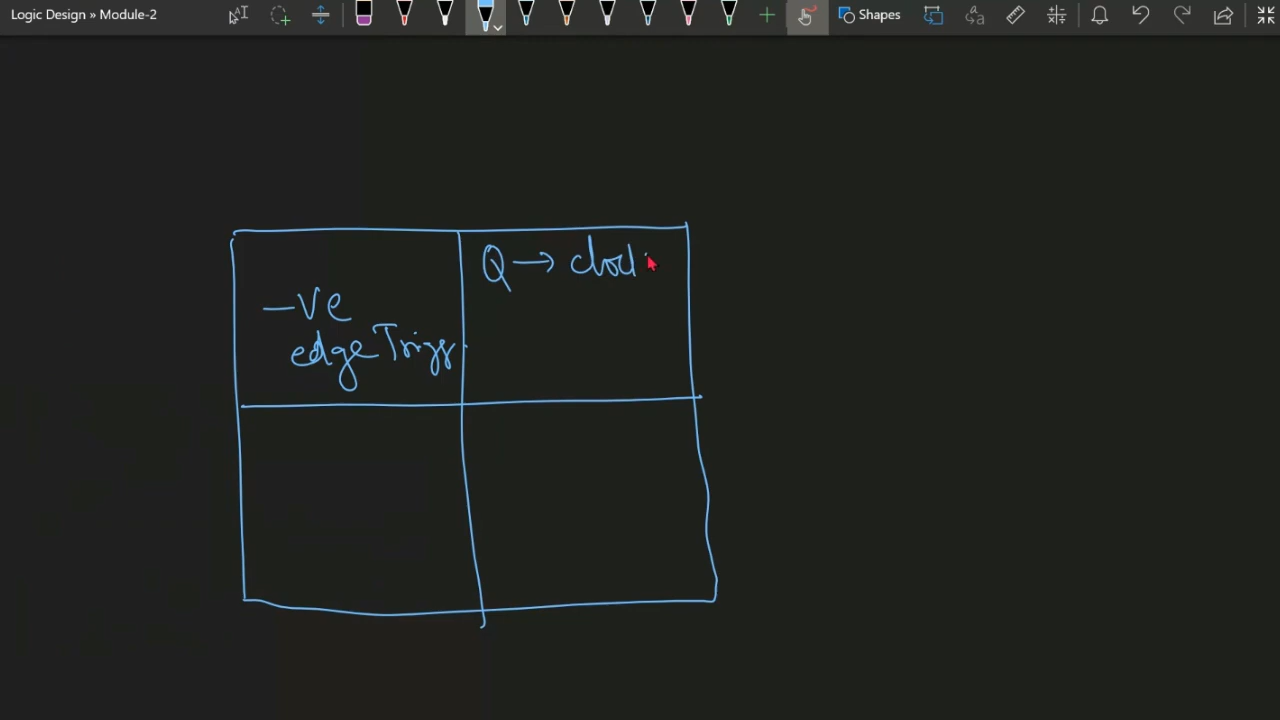 Logic Design » Module-2
Shapes
Q → cloc
-ve
edge Trigg